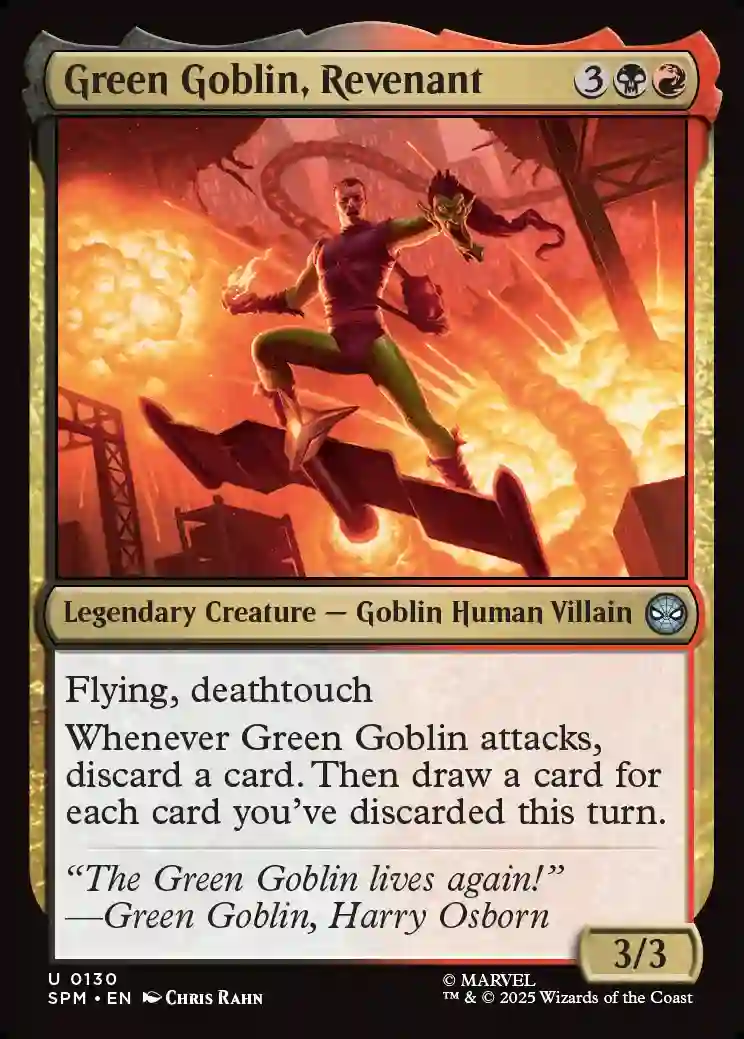 Green Goblin, Revenant 3
Legendary Creature — Goblin Human Villain
Flying, deathtouch
Whenever Green Goblin attacks,
discard a card. Then draw a card for
each card you’ve discarded this turn.
“The Green Goblin lives again!”
—Green Goblin, Harry Osborn
3/3
U 0130
SPM • EN Chris Rahn
© MARVEL
™ & © 2025 Wizards of the Coast